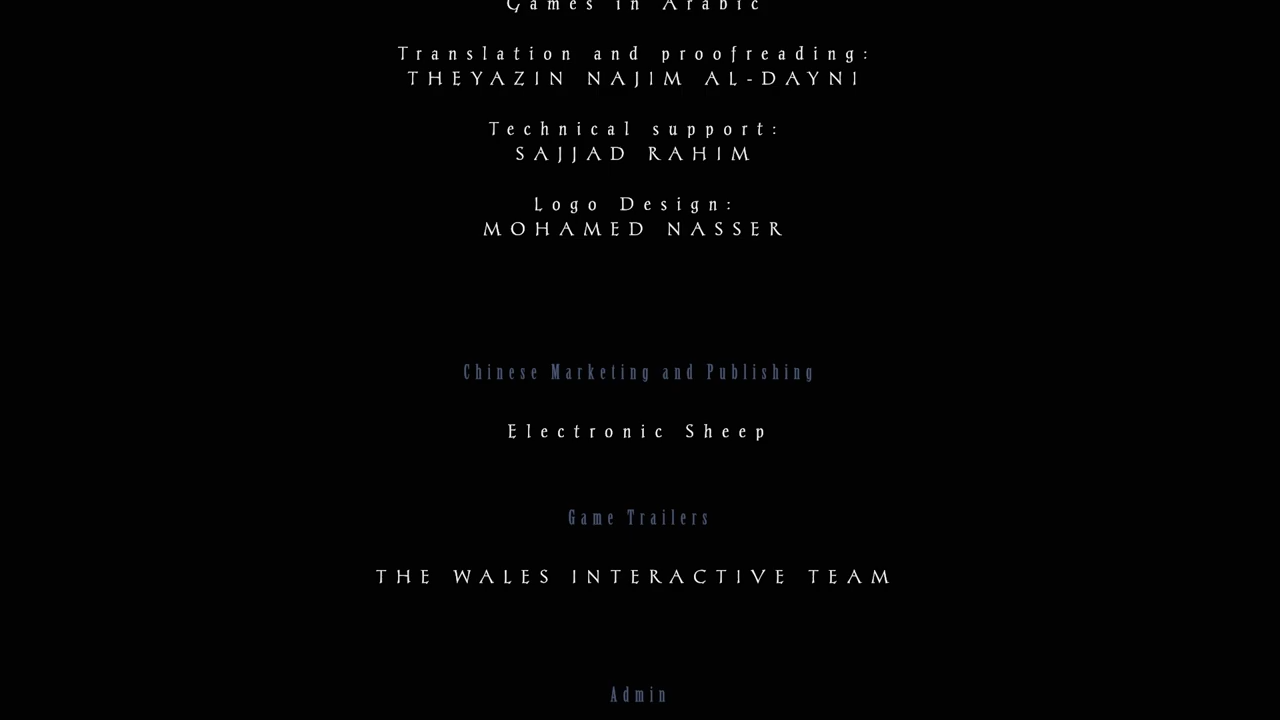 Games in Arabic
Translation and proofreading:
THEYAZIN NAJIM AL-DAYNI
Technical support:
SAJJAD RAHIM
Logo Design:
MOHAMED NASSER
Chinese Marketing and Publishing
Electronic Sheep
Game Trailers
THE WALES INTERACTIVE TEAM
Admin